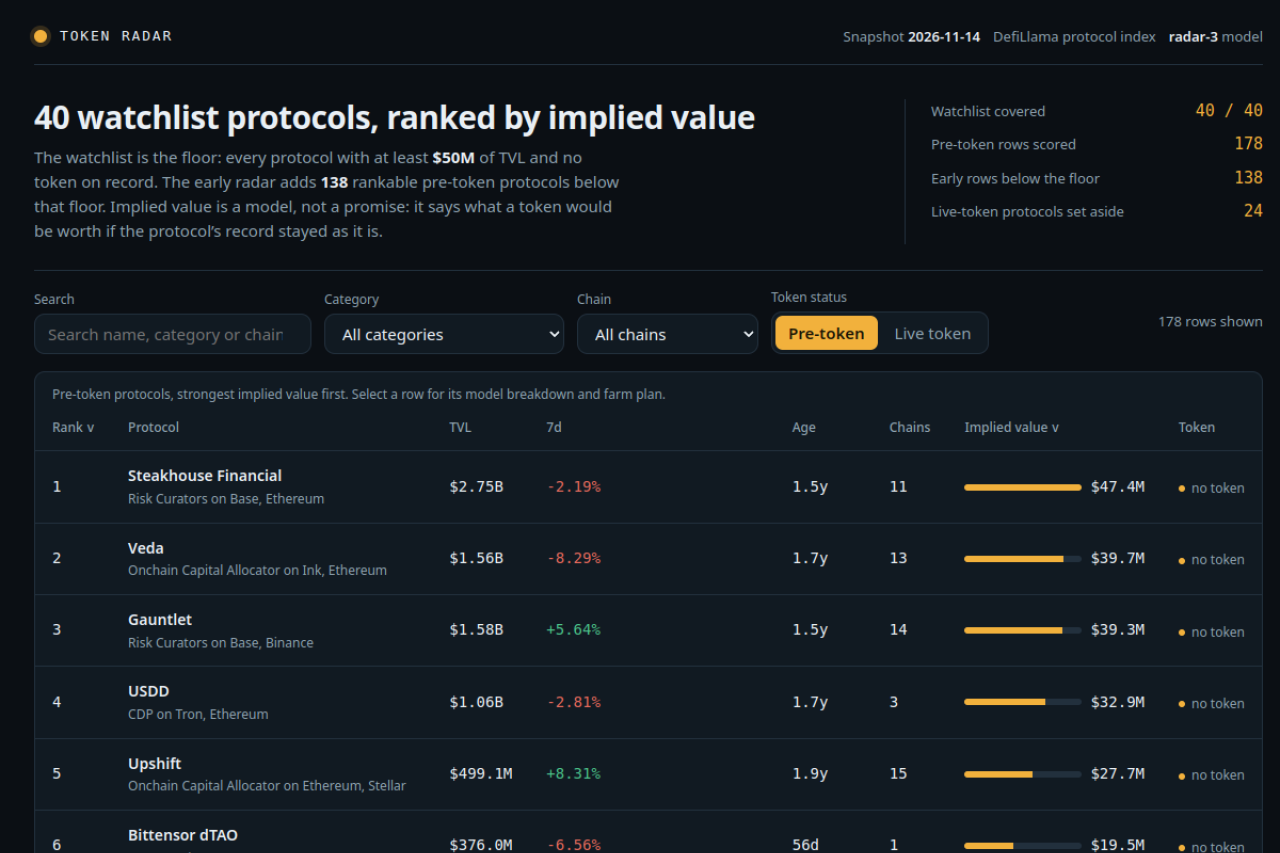 TOKEN RADAR
Snapshot 2026-11-14 DefiLlama protocol index radar-3 model
40 watchlist protocols, ranked by implied value
The watchlist is the floor: every protocol with at least $50M of TVL and no
token on record. The early radar adds 138 rankable pre-token protocols below
that floor. Implied value is a model, not a promise: it says what a token would
be worth if the protocol's record stayed as it is.
Watchlist covered 40 / 40
Pre-token rows scored 178
Early rows below the floor 138
Live-token protocols set aside 24
Search
Category
Chain
Token status
Search name, category or chain
All categories
All chains
Pre-token
Live token
178 rows shown
Pre-token protocols, strongest implied value first. Select a row for its model breakdown and farm plan.
Rank v Protocol TVL 7d Age Chains Implied value v Token
Steakhouse Financial
1 $2.75B -2.19% 1.5y 11 $47.4M no token
Risk Curators on Base, Ethereum
Veda
2 $1.56B -8.29% 1.7y 13 $39.7M no token
Onchain Capital Allocator on Ink, Ethereum
Gauntlet
3 $1.58B +5.64% 1.5y 14 $39.3M no token
Risk Curators on Base, Binance
USDD
4 $1.06B -2.81% 1.7y 3 $32.9M no token
CDP on Tron, Ethereum
Upshift
5 $499.1M +8.31% 1.9y 15 $27.7M no token
Onchain Capital Allocator on Ethereum, Stellar
Bittensor dTAO
6 $376.0M -6.56% 56d 1 $19.5M no token